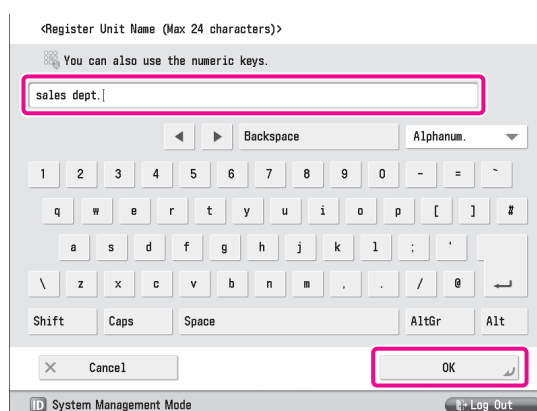 <Register Unit Name (Max 24 characters)>
You can also use the numeric keys.
sales dept.
Backspace Alphanum.
1 2 3 4 5 6 7 8 9 0 - = ~
q w e r t y u i o p [ ] #
a s d f g h j k l ; '
\ z x c v b n m , . / @
Shift Caps Space AltGr Alt
Cancel OK
ID System Management Mode Log Out